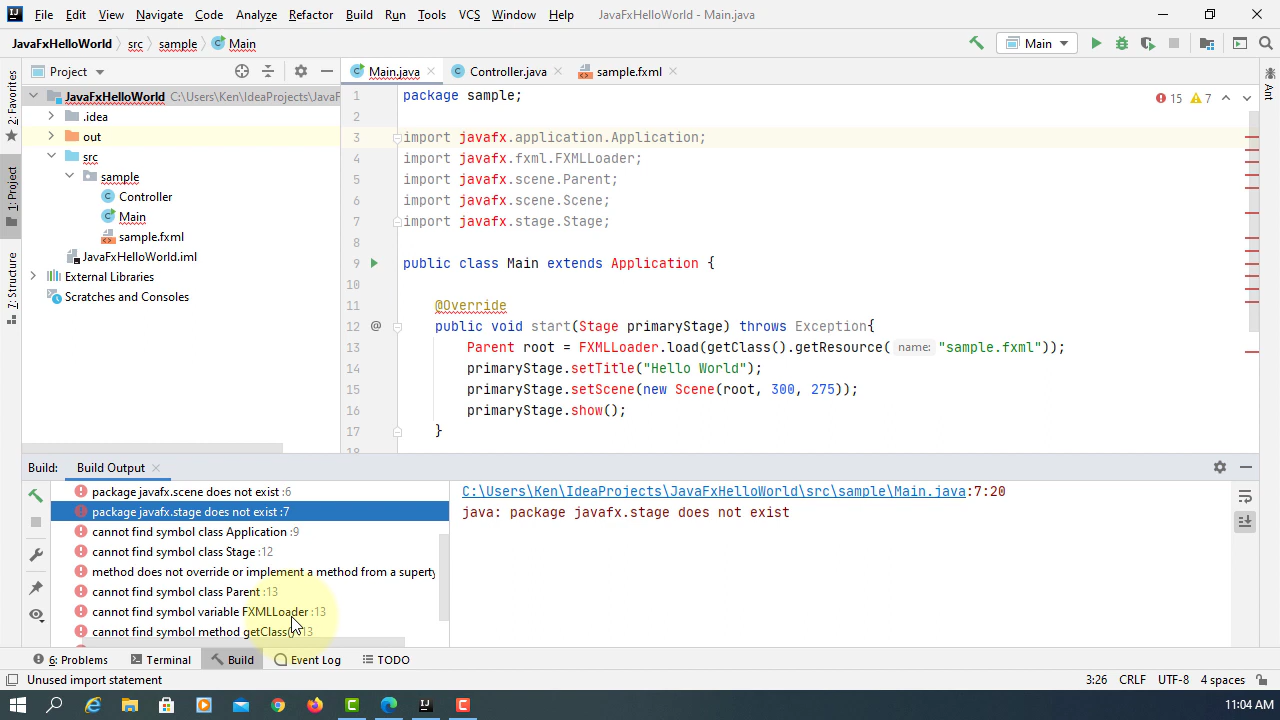 File Edit View Navigate Code Analyze Refactor Build Run Tools VCS Window Help JavaFxHelloWorld - Main.java
JavaFxHelloWorld src sample Main Main
Project
Main.java Controller.java sample.fxml
2: Favorites
1: Project
7: Structure
Ant
JavaFxHelloWorld C:\Users\Ken\IdeaProjects\JavaF
.idea
out
src
sample
Controller
Main
sample.fxml
JavaFxHelloWorld.iml
External Libraries
Scratches and Consoles
15 7
1 package sample;
2
3 import javafx.application.Application;
4 import javafx.fxml.FXMLLoader;
5 import javafx.scene.Parent;
6 import javafx.scene.Scene;
7 import javafx.stage.Stage;
8
9 public class Main extends Application {
10
11 @Override
12 @ public void start(Stage primaryStage) throws Exception{
13 Parent root = FXMLLoader.load(getClass().getResource( name: "sample.fxml"));
14 primaryStage.setTitle("Hello World");
15 primaryStage.setScene(new Scene(root, 300, 275));
16 primaryStage.show();
17 }
18
Build: Build Output
package javafx.scene does not exist :6
package javafx.stage does not exist :7
cannot find symbol class Application :9
cannot find symbol class Stage :12
method does not override or implement a method from a superty
cannot find symbol class Parent :13
cannot find symbol variable FXMLLoader :13
cannot find symbol method getClass() :13
C:\Users\Ken\IdeaProjects\JavaFxHelloWorld\src\sample\Main.java:7:20
java: package javafx.stage does not exist
6: Problems Terminal Build Event Log TODO
Unused import statement 3:26 CRLF UTF-8 4 spaces
11:04 AM